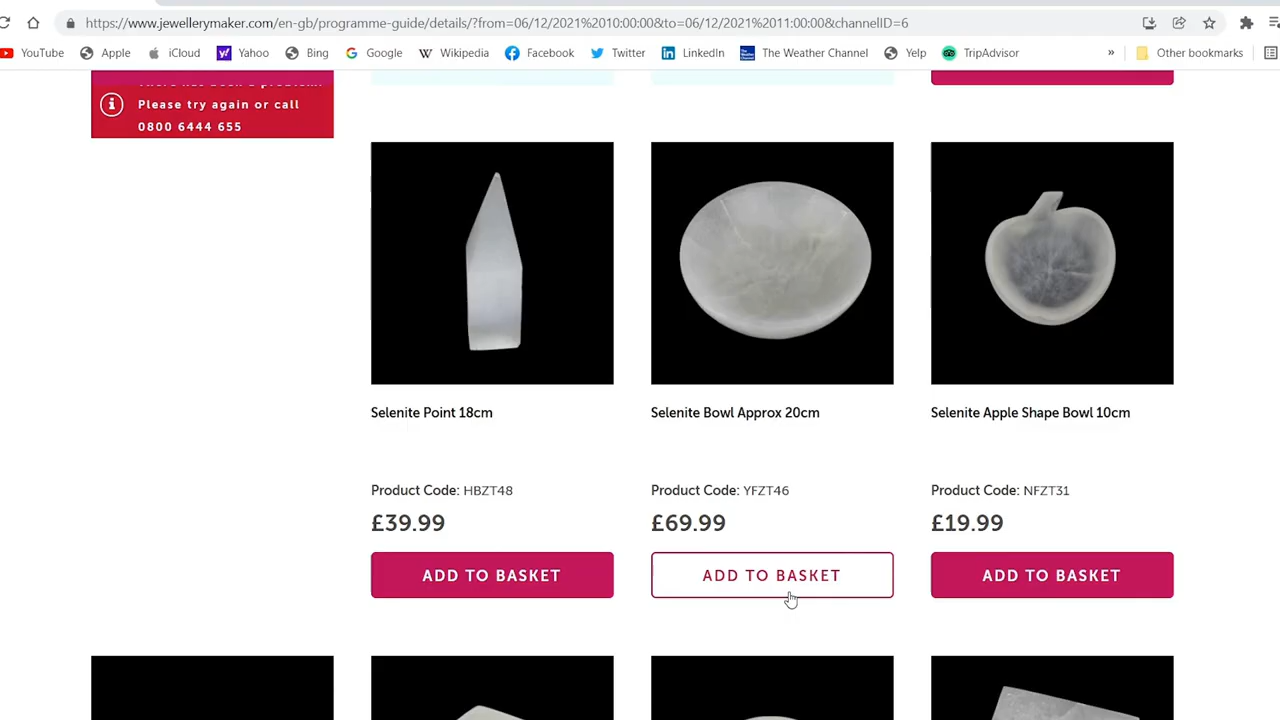 https://www.jewellerymaker.com/en-gb/programme-guide/details/?from=06/12/2021%2010:00:00&to=06/12/2021%2011:00:00&channelID=6
YouTube Apple iCloud Yahoo Bing Google Wikipedia Facebook Twitter LinkedIn The Weather Channel Yelp TripAdvisor » Other bookmarks
Please try again or call
0800 6444 655
Selenite Point 18cm
Product Code: HBZT48
£39.99
ADD TO BASKET
Selenite Bowl Approx 20cm
Product Code: YFZT46
£69.99
ADD TO BASKET
Selenite Apple Shape Bowl 10cm
Product Code: NFZT31
£19.99
ADD TO BASKET